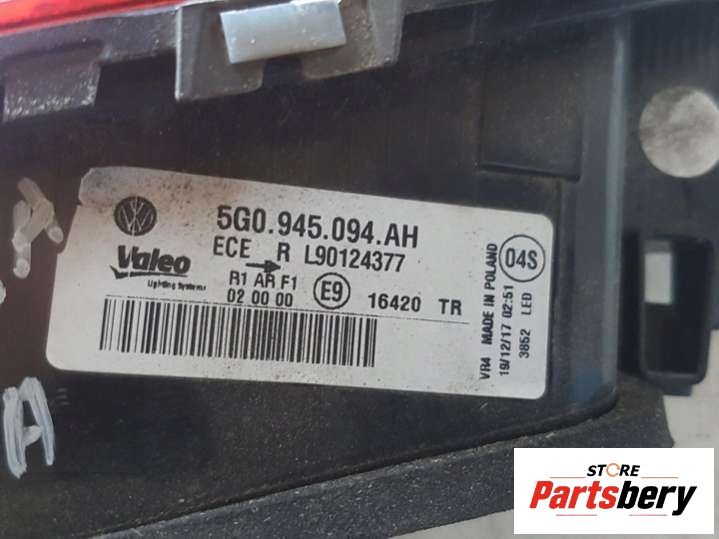 5G0.945.094.AH
ECE R L90124377
Valeo
Lighting Systems
R1 AR F1
02 00 00
E9
16420 TR
04S
VR4 MADE IN POLAND
19/12/17 02:51
3852 LED
A
STORE
Partsbery